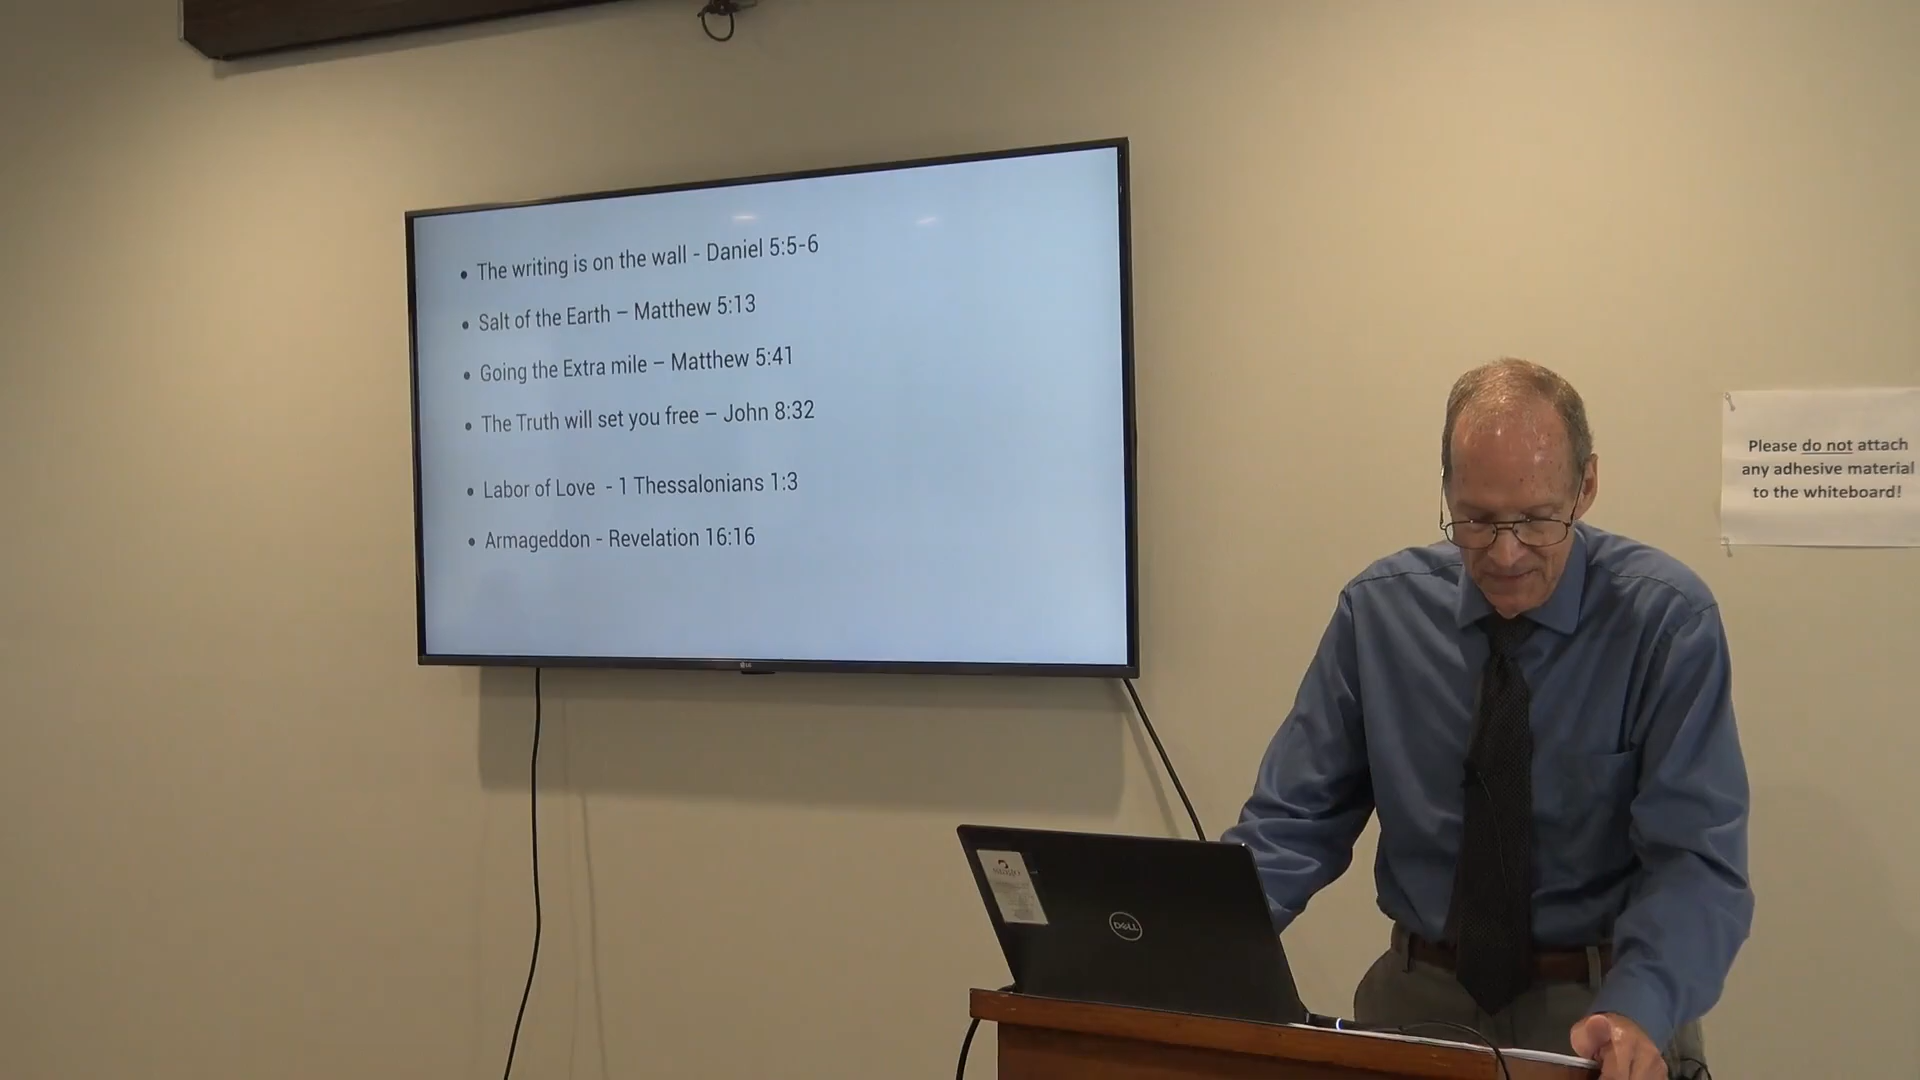 • The writing is on the wall - Daniel 5:5-6
• Salt of the Earth – Matthew 5:13
• Going the Extra mile – Matthew 5:41
• The Truth will set you free – John 8:32
• Labor of Love - 1 Thessalonians 1:3
• Armageddon - Revelation 16:16
Please do not attach
any adhesive material
to the whiteboard!
LG
DELL